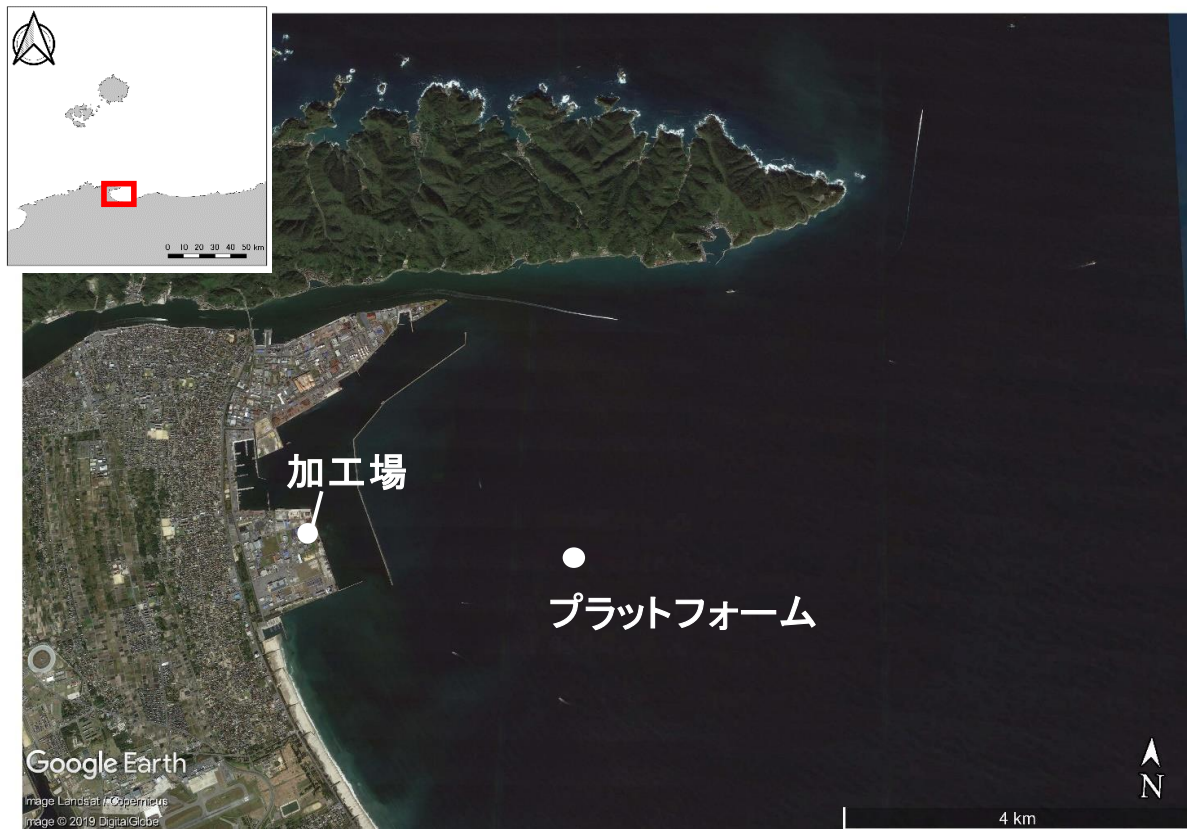 0 10 20 30 40 50 km
加工場
プラットフォーム
Google Earth
Image Landsat / Copernicus
Image © 2019 DigitalGlobe
N
4 km